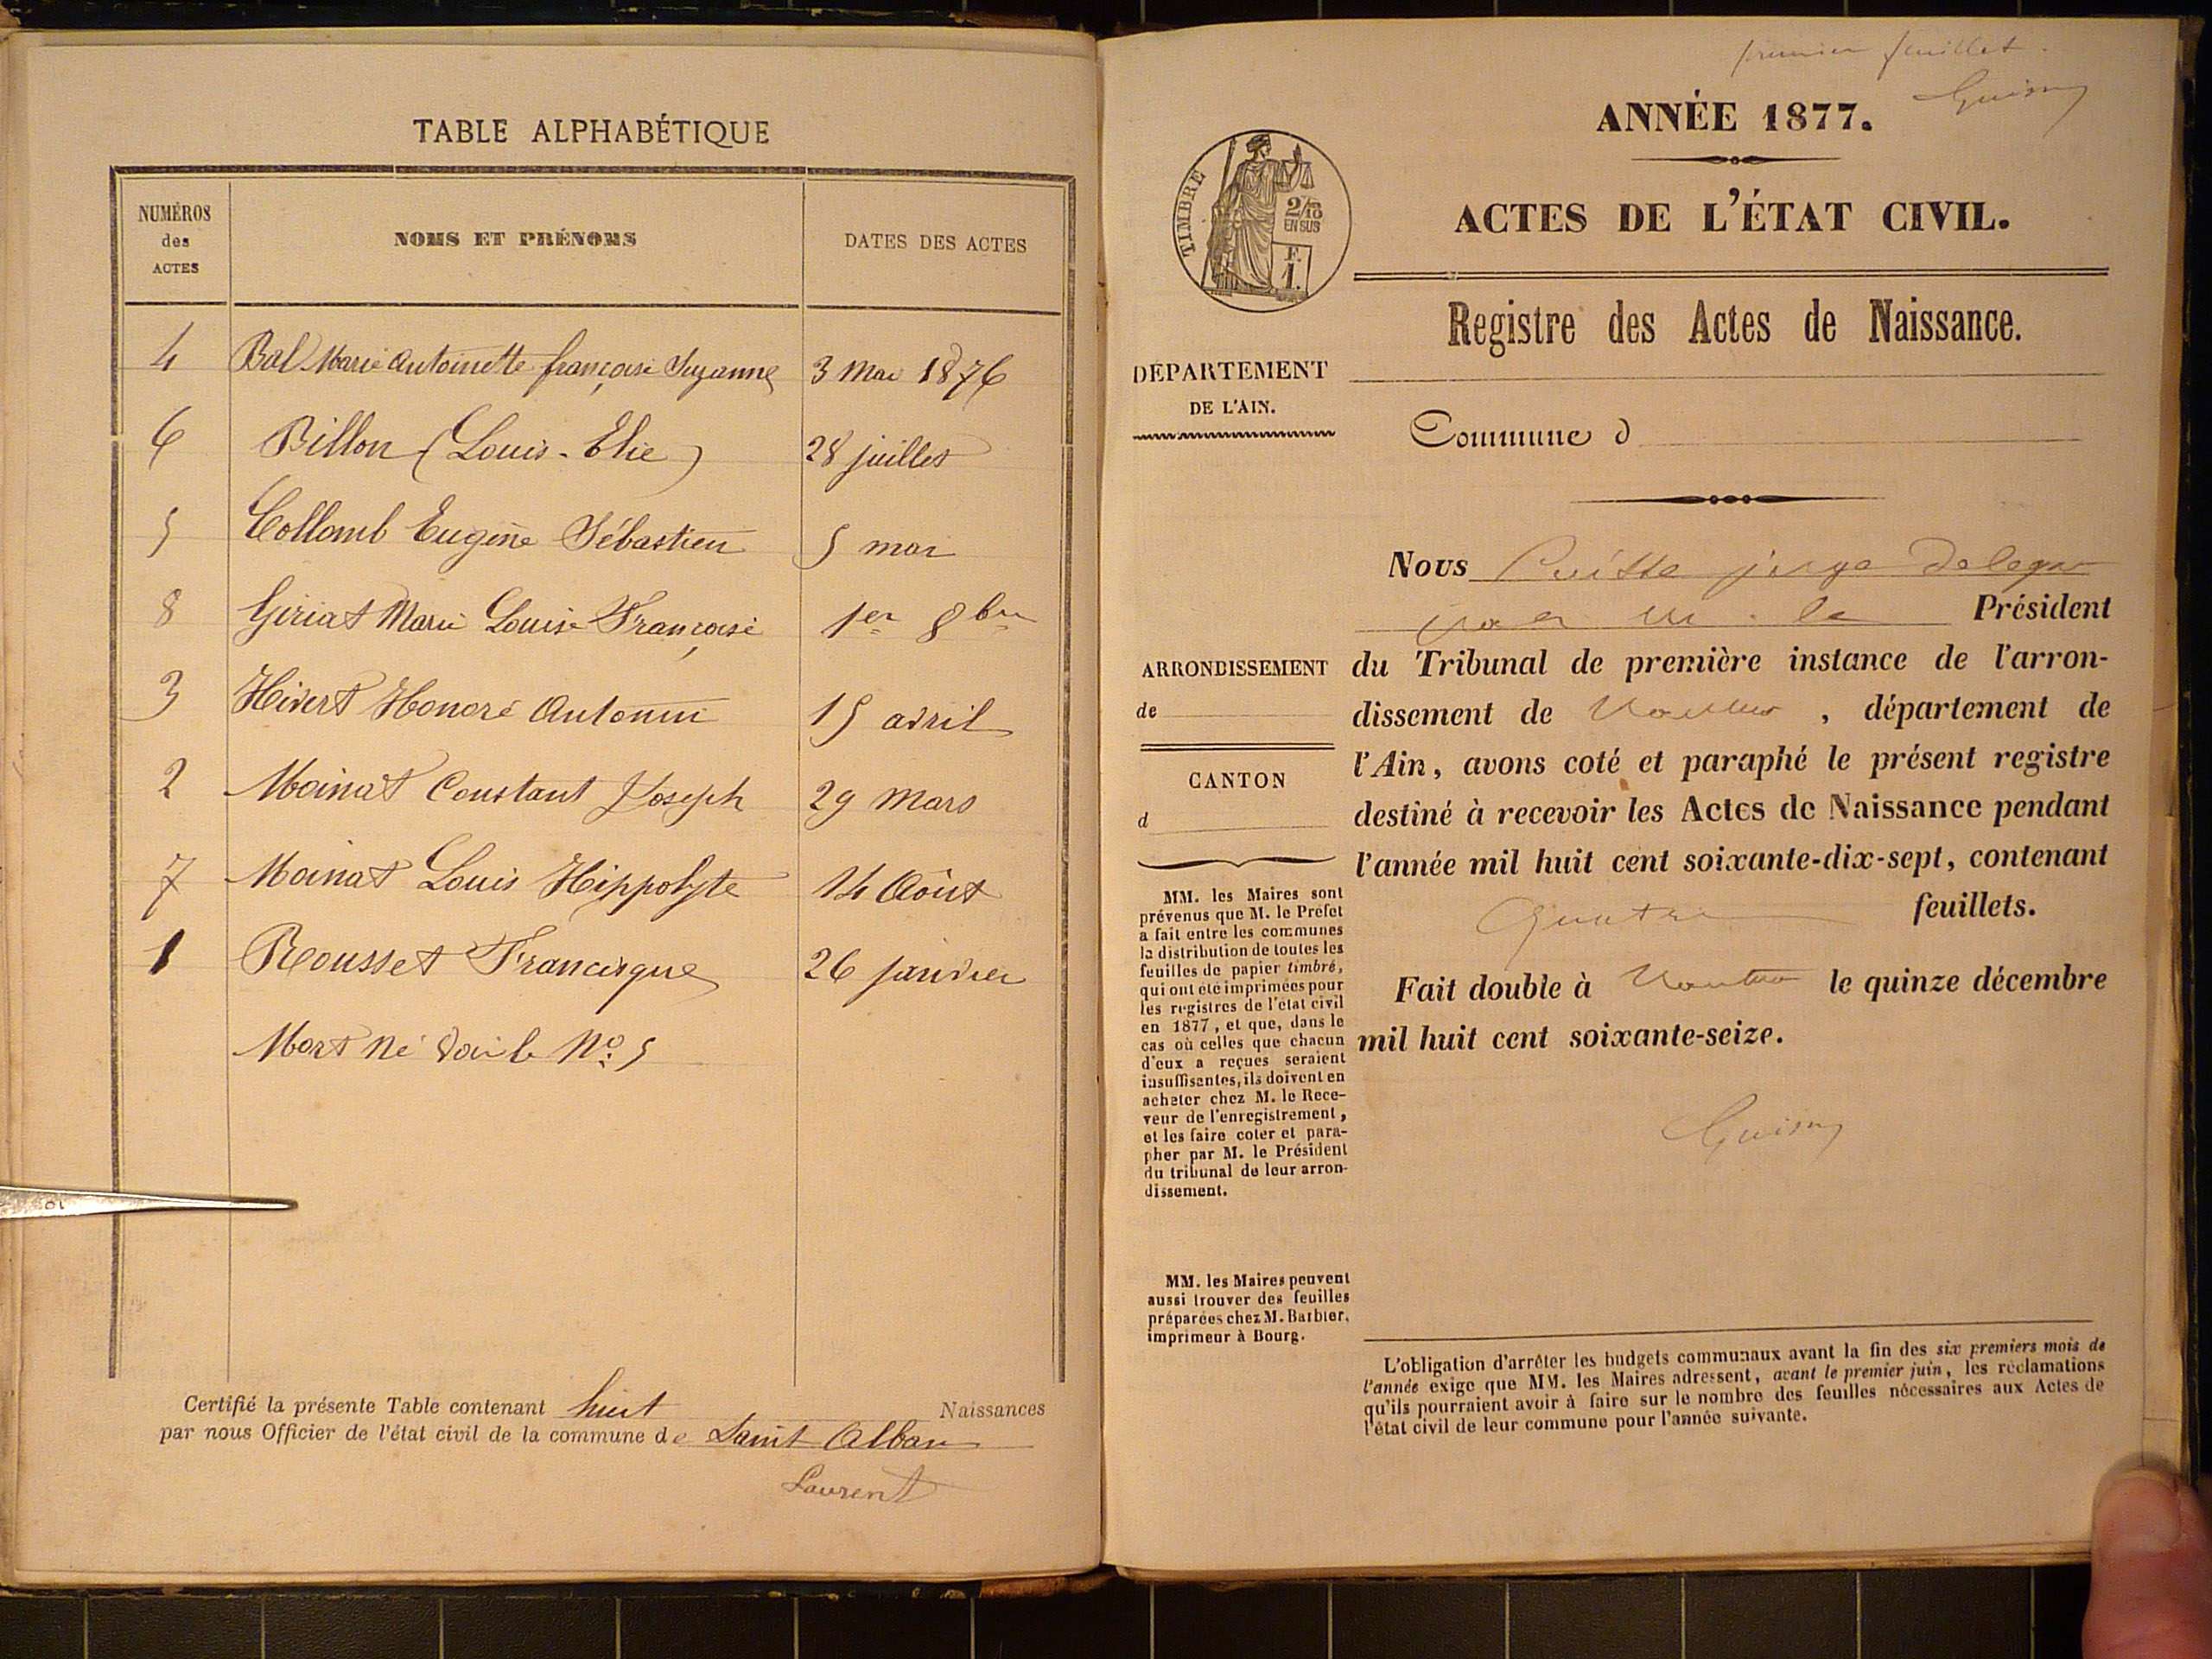 TABLE ALPHABÉTIQUE
NUMÉROS
des
ACTES
NOMS ET PRÉNOMS
DATES DES ACTES
4 Bal Marie Antoinette françoise Suzanne 3 mai 1876
6 Billon (Louis-Elie) 28 juillet
5 Collomb Eugène Sébastien 5 mai
8 Giriat Marie Louise Françoise 1er 8bre
3 Hivert Honoré Antonin 15 avril
2 Moinat Constant Joseph 29 mars
7 Moinat Louis Hippolyte 14 Août
1 Rousset Francisque 26 janvier
Mort né voir le No. 5
Certifié la présente Table contenant huit Naissances
par nous Officier de l'état civil de la commune de Saint Alban
Laurent
premier feuillet.
ANNÉE 1877.
ACTES DE L'ÉTAT CIVIL.
TIMBRE
2/10
EN SUS
F.
1.
Registre des Actes de Naissance.
DÉPARTEMENT
DE L'AIN.
Commune d
Nous juge
le Président
ARRONDISSEMENT
de
CANTON
d
du Tribunal de première instance de l'arron-
dissement de Nantua, département de
l'Ain, avons coté et paraphé le présent registre
destiné à recevoir les Actes de Naissance pendant
l'année mil huit cent soixante-dix-sept, contenant
Quatre feuillets.
Fait double à Nantua le quinze décembre
mil huit cent soixante-seize.
MM. les Maires sont
prévenus que M. le Préfet
a fait entre les communes
la distribution de toutes les
feuilles de papier timbré,
qui ont été imprimées pour
les registres de l'état civil
en 1877, et que, dans le
cas où celles que chacun
d'eux a reçues seraient
insuffisantes, ils doivent en
acheter chez M. le Rece-
veur de l'enregistrement,
et les faire coter et para-
pher par M. le Président
du tribunal de leur arron-
dissement.
MM. les Maires peuvent
aussi trouver des feuilles
préparées chez M. Barbier,
imprimeur à Bourg.
L'obligation d'arrêter les budgets communaux avant la fin des six premiers mois de
l'année exige que MM. les Maires adressent, avant le premier juin, les réclamations
qu'ils pourraient avoir à faire sur le nombre des feuilles nécessaires aux Actes de
l'état civil de leur commune pour l'année suivante.